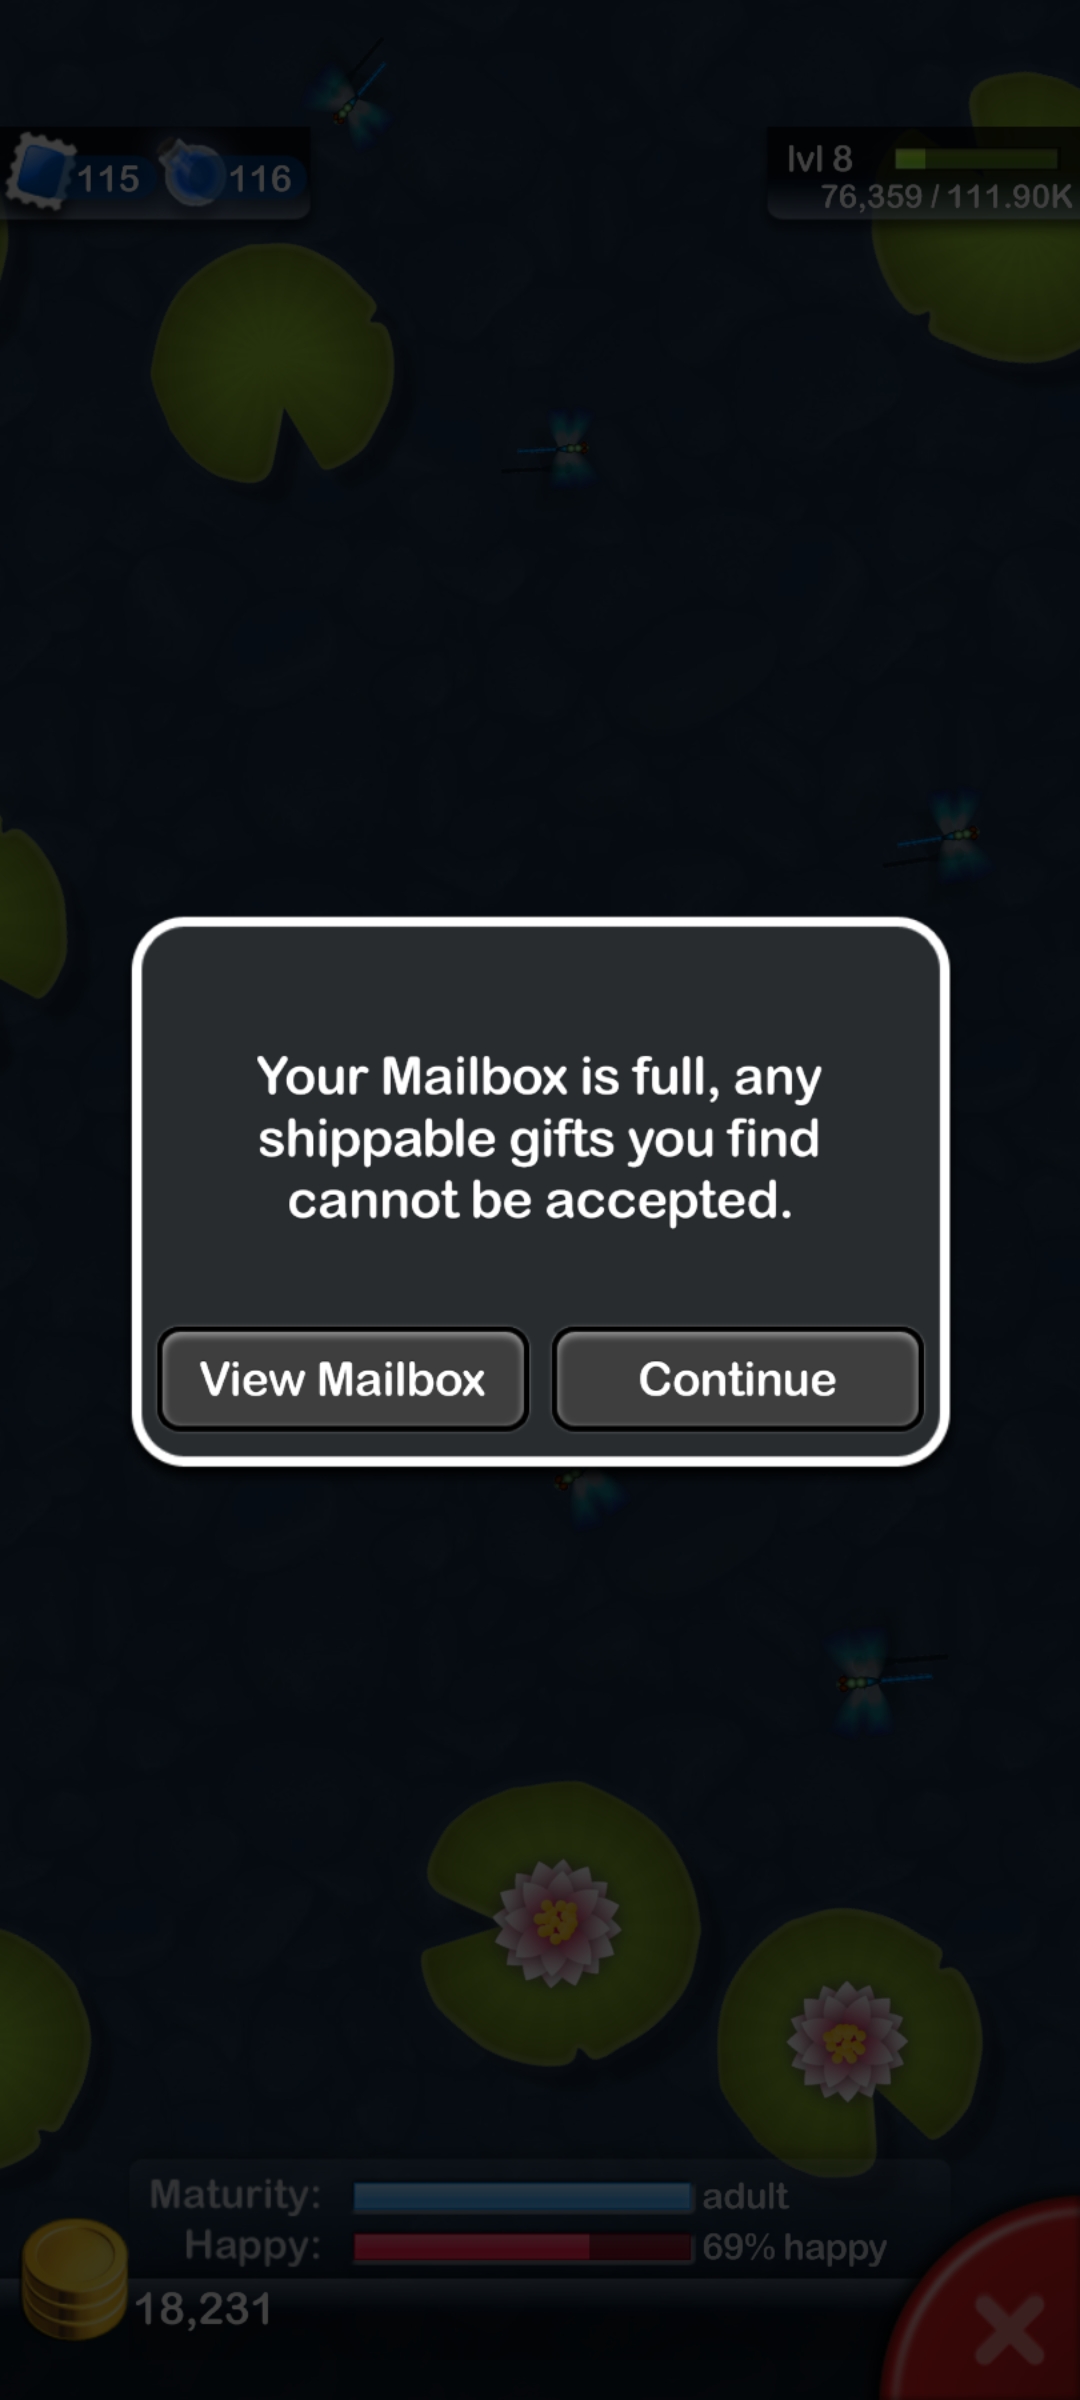 115 116
lvl 8
76,359 / 111.90K
Your Mailbox is full, any
shippable gifts you find
cannot be accepted.
View Mailbox Continue
Maturity: adult
Happy: 69% happy
18,231